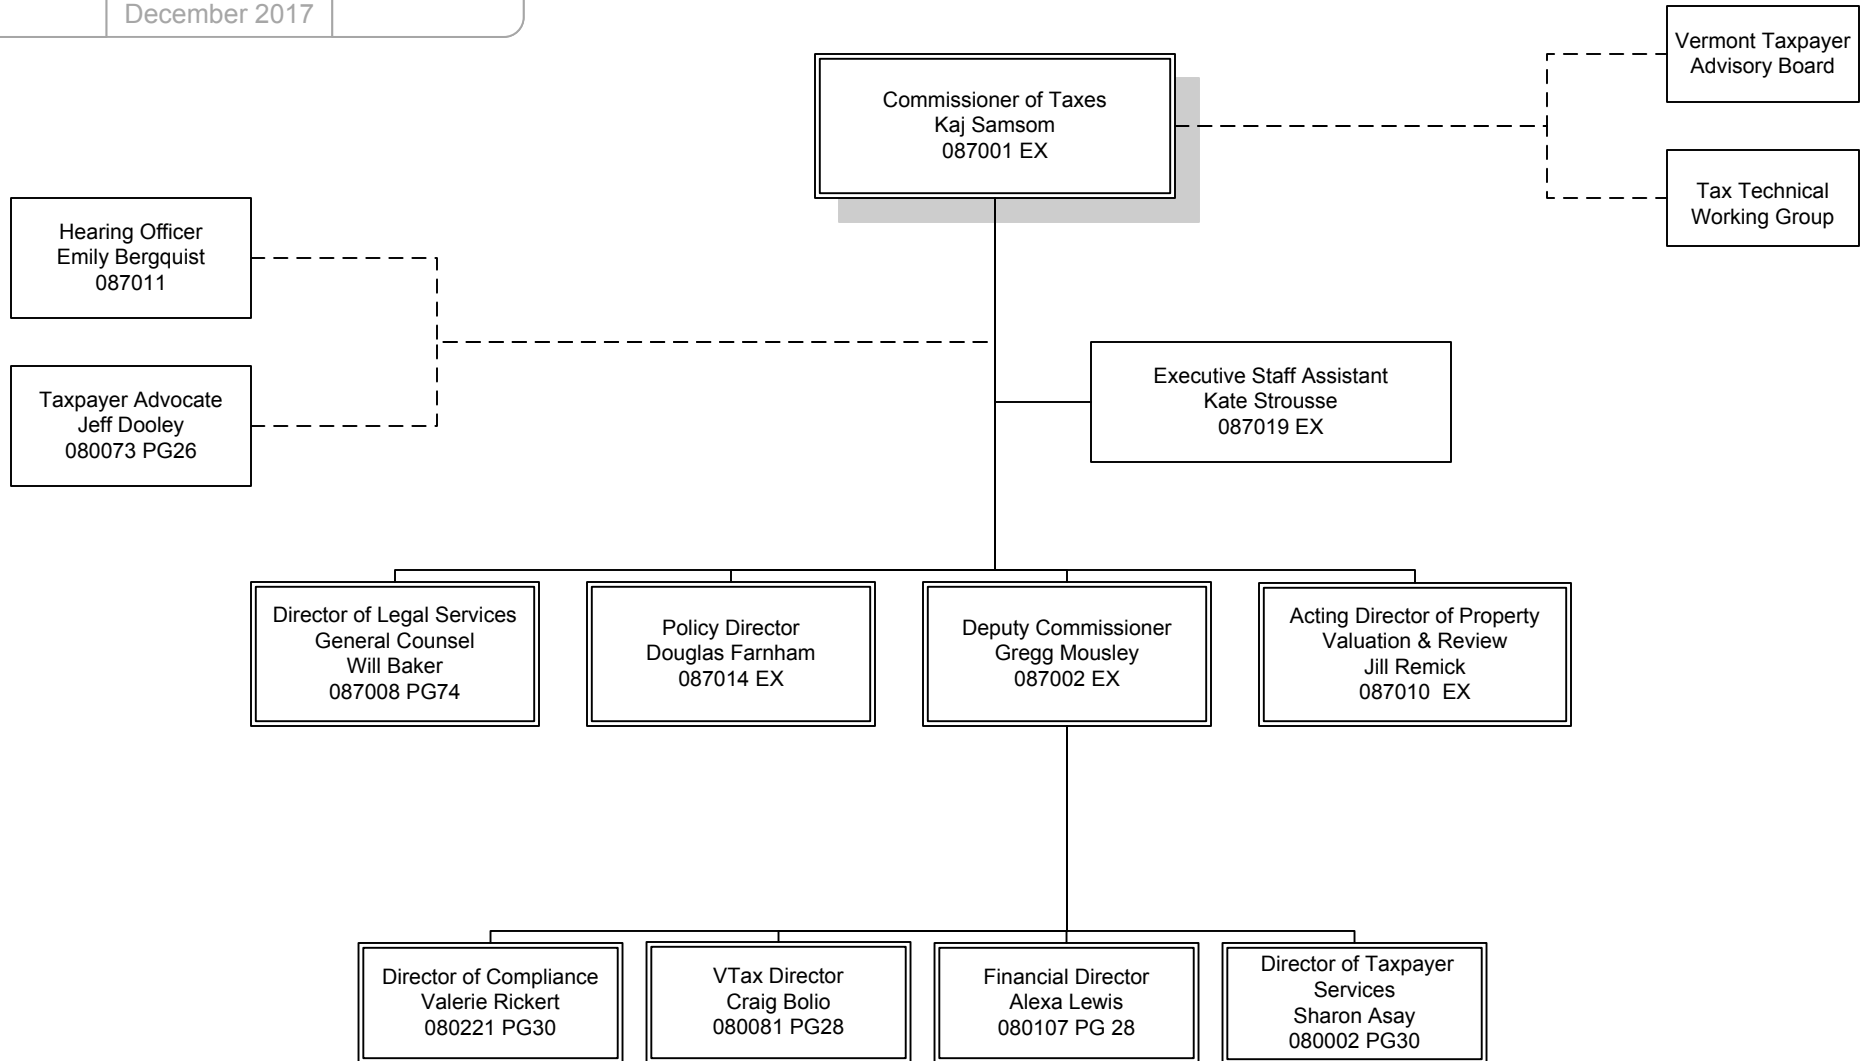 December 2017
Vermont Taxpayer
Advisory Board
Commissioner of Taxes
Kaj Samsom
087001 EX
Tax Technical
Working Group
Hearing Officer
Emily Bergquist
087011
Taxpayer Advocate
Jeff Dooley
080073 PG26
Executive Staff Assistant
Kate Strousse
087019 EX
Director of Legal Services
General Counsel
Will Baker
087008 PG74
Policy Director
Douglas Farnham
087014 EX
Deputy Commissioner
Gregg Mousley
087002 EX
Acting Director of Property
Valuation & Review
Jill Remick
087010  EX
Director of Compliance
Valerie Rickert
080221 PG30
VTax Director
Craig Bolio
080081 PG28
Financial Director
Alexa Lewis
080107 PG 28
Director of Taxpayer
Services
Sharon Asay
080002 PG30